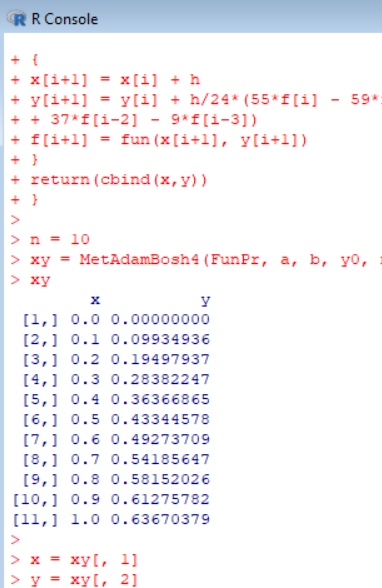 R Console
+ {
+ x[i+1] = x[i] + h
+ y[i+1] = y[i] + h/24*(55*f[i] - 59*
+ + 37*f[i-2] - 9*f[i-3])
+ f[i+1] = fun(x[i+1], y[i+1])
+ }
+ return(cbind(x,y))
+ }
>
> n = 10
> xy = MetAdamBosh4(FunPr, a, b, y0,
> xy
x y
[1,] 0.0 0.00000000
[2,] 0.1 0.09934936
[3,] 0.2 0.19497937
[4,] 0.3 0.28382247
[5,] 0.4 0.36366865
[6,] 0.5 0.43344578
[7,] 0.6 0.49273709
[8,] 0.7 0.54185647
[9,] 0.8 0.58152026
[10,] 0.9 0.61275782
[11,] 1.0 0.63670379
>
> x = xy[, 1]
> y = xy[, 2]